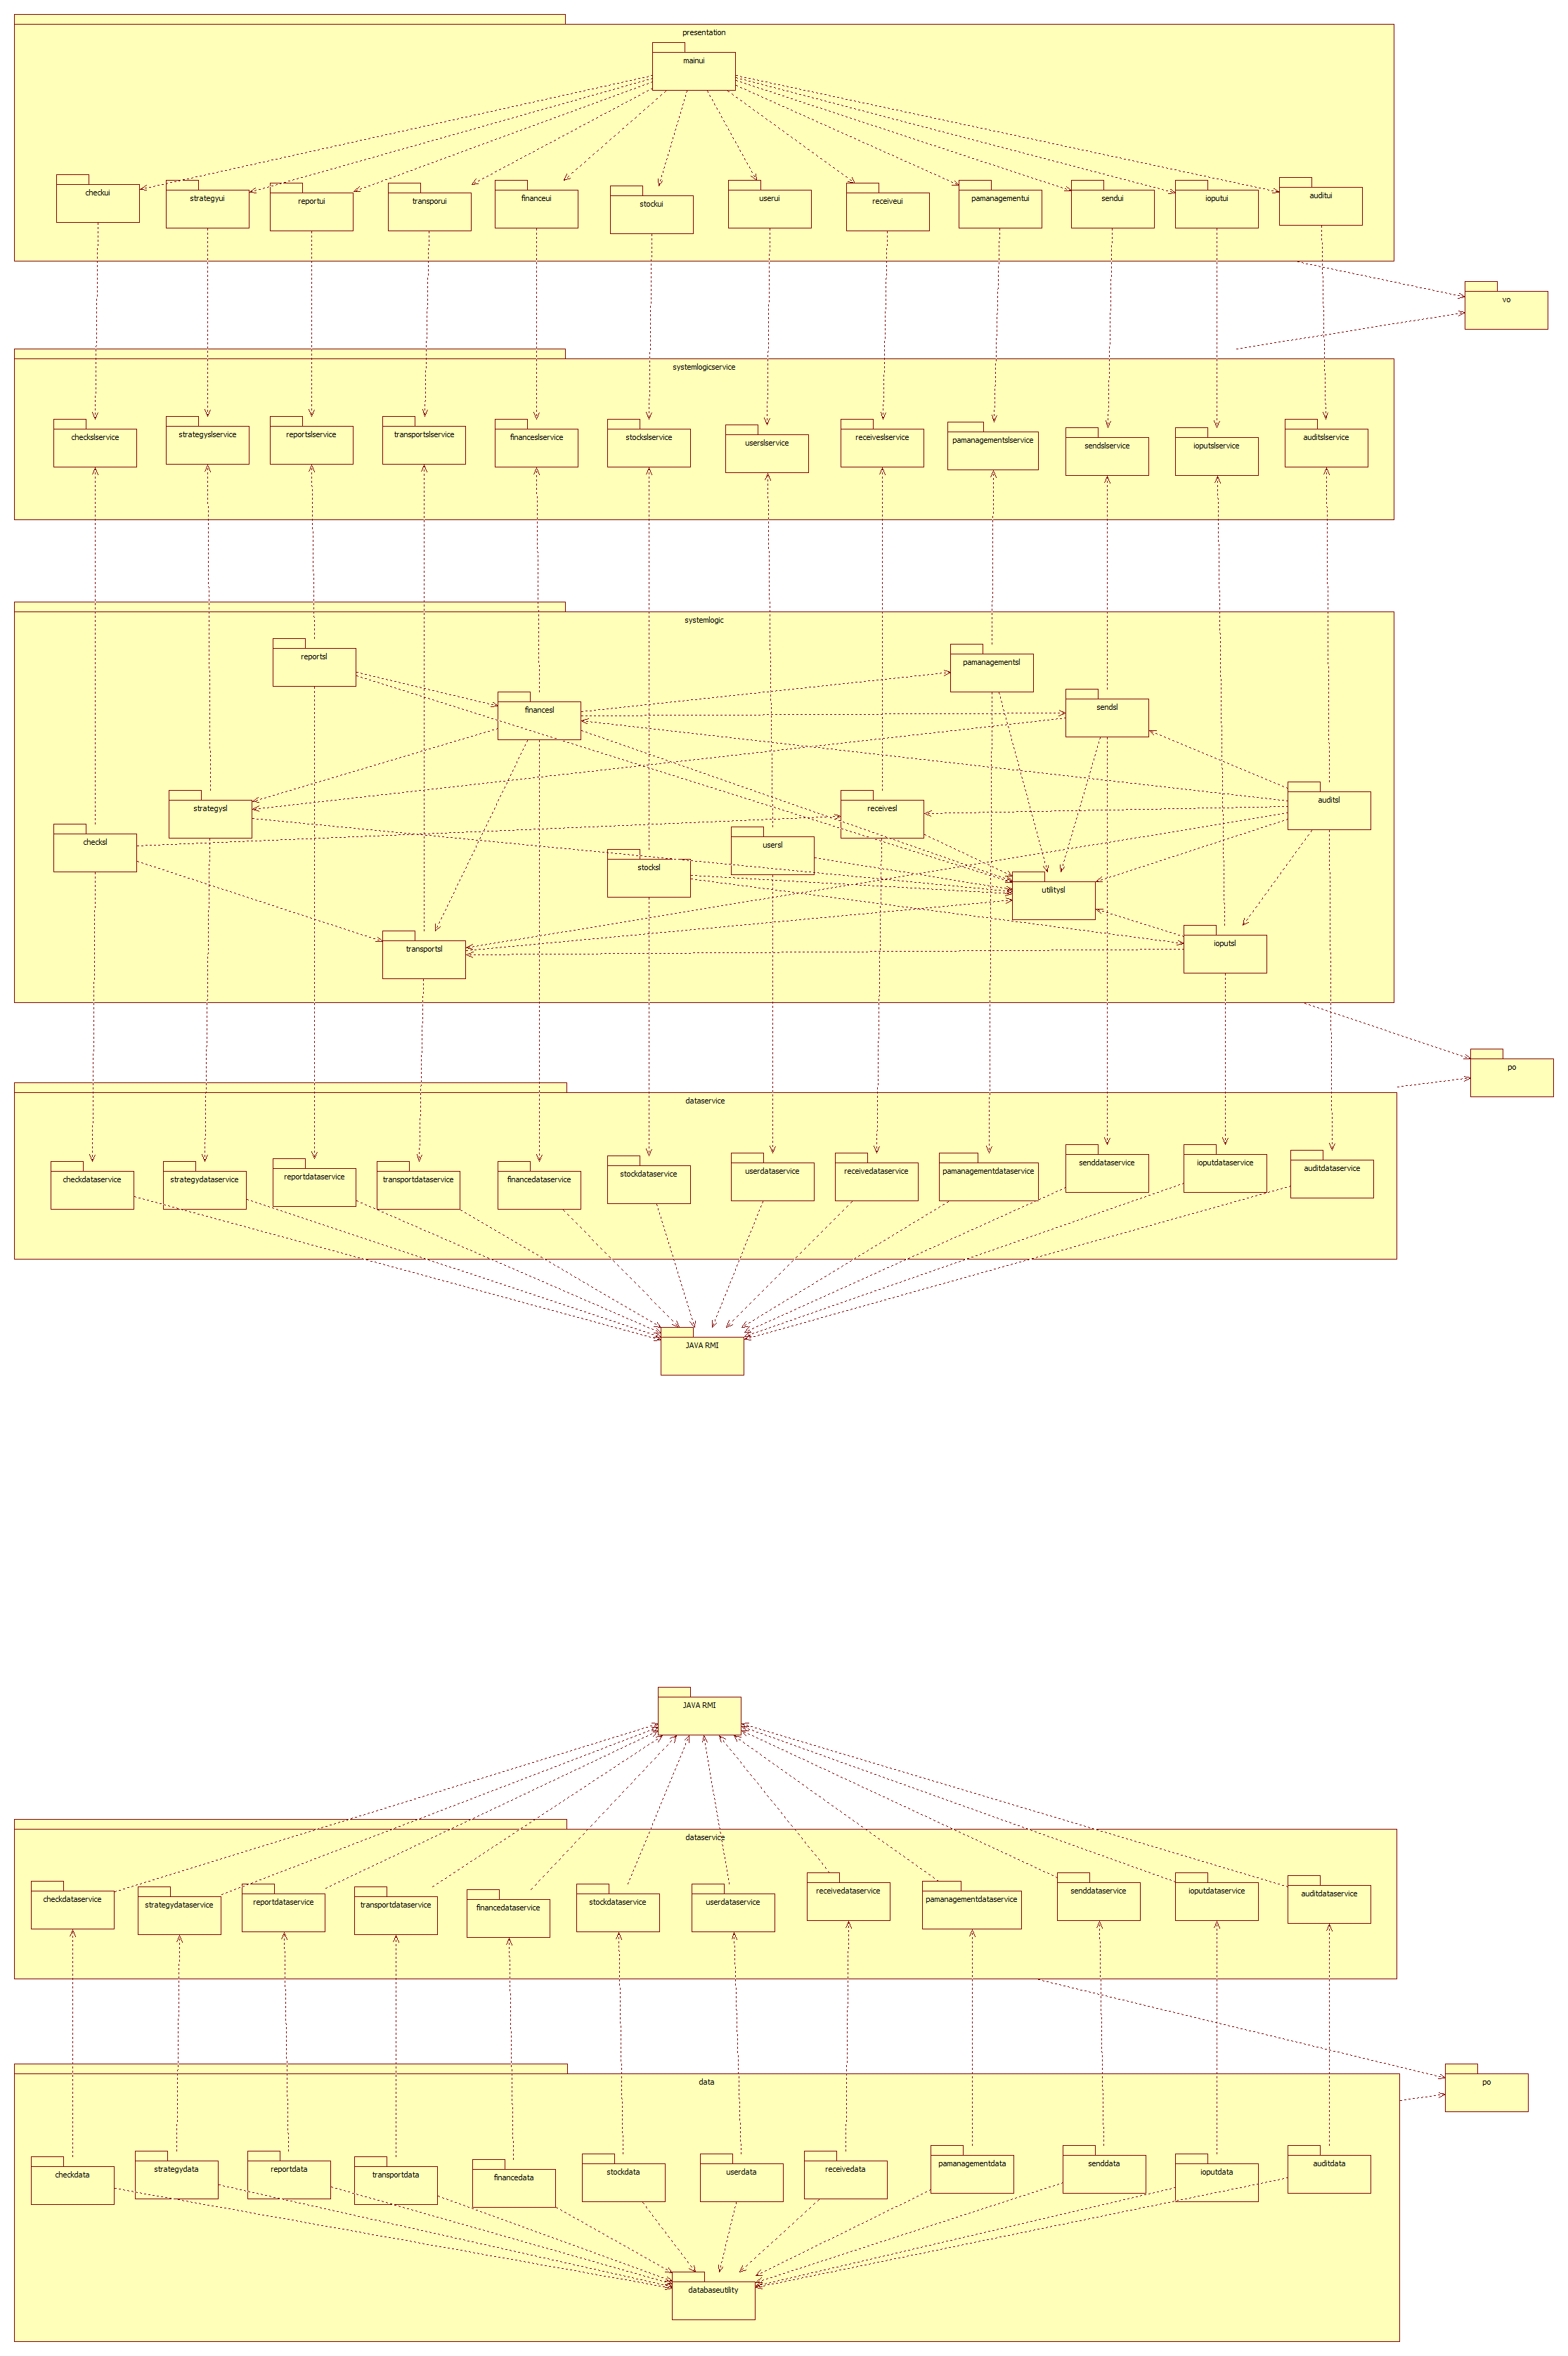 presentation
mainui
checkui
strategyui
reportui
transporui
financeui
stockui
userui
receiveui
pamanagementui
sendui
ioputui
auditui
vo
systemlogicservice
checkslservice
strategyslservice
reportslservice
transportslservice
financeslservice
stockslservice
userslservice
receiveslservice
pamanagementslservice
sendslservice
ioputslservice
auditslservice
systemlogic
reportsl
pamanagementsl
financesl
sendsl
strategysl
receivesl
auditsl
checksl
usersl
stocksl
utilitysl
transportsl
ioputsl
po
dataservice
checkdataservice
strategydataservice
reportdataservice
transportdataservice
financedataservice
stockdataservice
userdataservice
receivedataservice
pamanagementdataservice
senddataservice
ioputdataservice
auditdataservice
JAVA RMI
JAVA RMI
dataservice
checkdataservice
strategydataservice
reportdataservice
transportdataservice
financedataservice
stockdataservice
userdataservice
receivedataservice
pamanagementdataservice
senddataservice
ioputdataservice
auditdataservice
data
po
checkdata
strategydata
reportdata
transportdata
financedata
stockdata
userdata
receivedata
pamanagementdata
senddata
ioputdata
auditdata
databaseutility